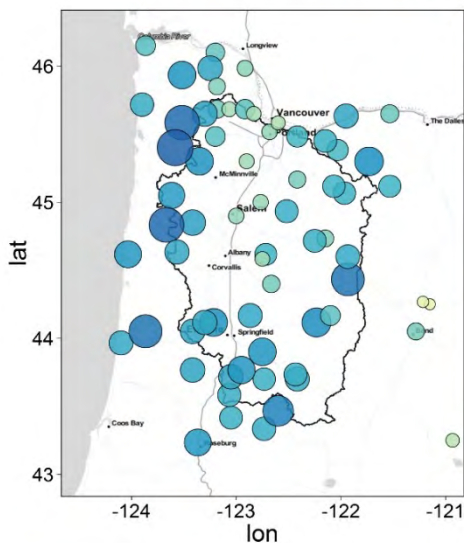 Columbia River
Longview
46
Vancouver
Portland
The Dalles
McMinnville
45
Salem
Albany
Corvallis
lat
44
Springfield
Bend
Coos Bay
Roseburg
43
-124
-123
-122
-121
lon